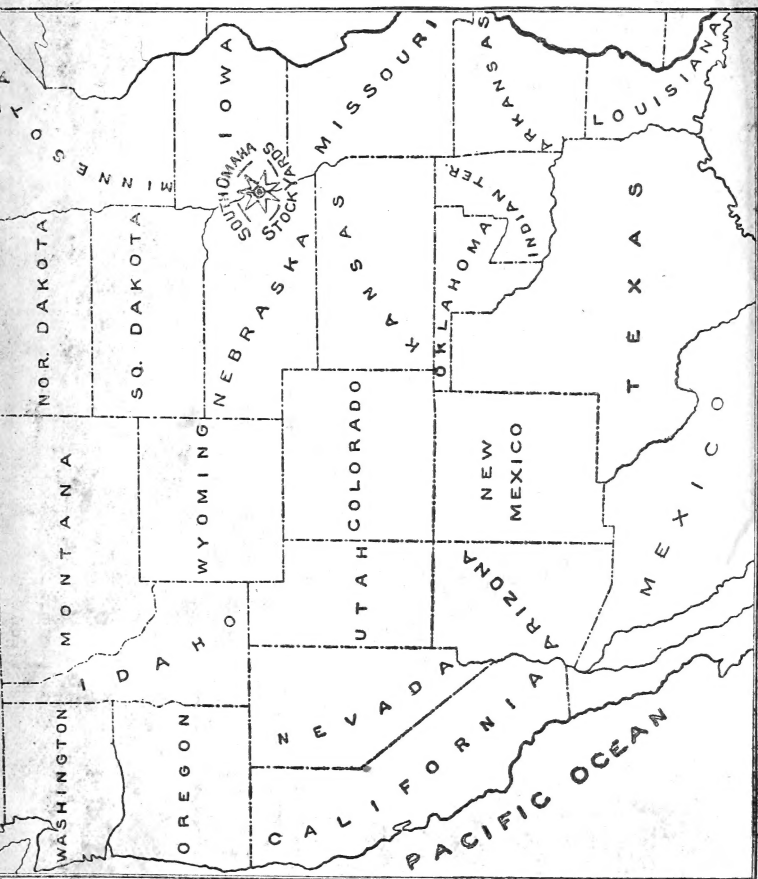 WASHINGTON
OREGON
CALIFORNIA
NEVADA
IDAHO
MONTANA
WYOMING
UTAH
COLORADO
ARIZONA
NEW
MEXICO
NOR. DAKOTA
SO. DAKOTA
NEBRASKA
KANSAS
OKLAHOMA
INDIAN TER.
TEXAS
IOWA
MISSOURI
ARKANSAS
LOUISIANA
SOUTH OMAHA
STOCK YARDS
MEXICO
PACIFIC OCEAN
MINNESOTA